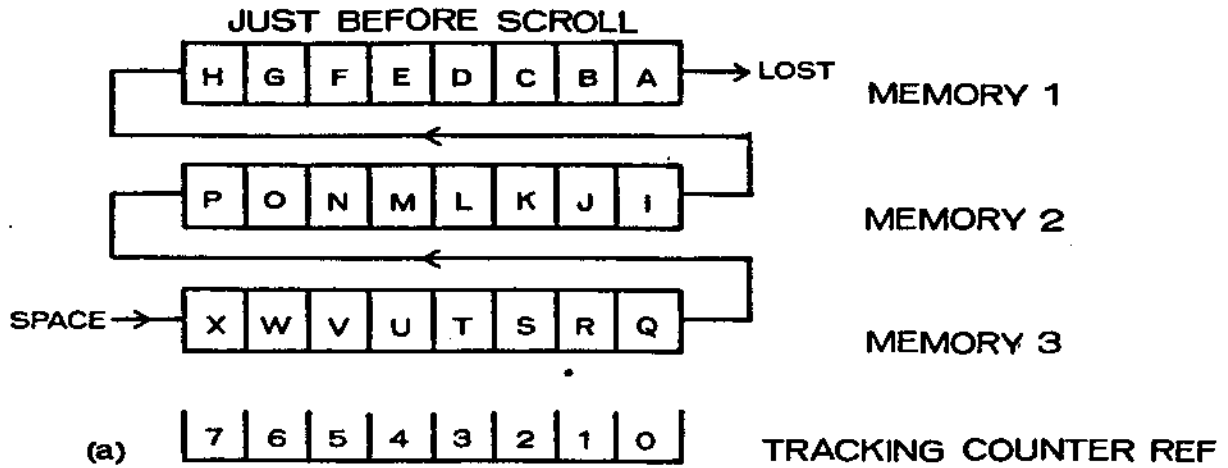 JUST BEFORE SCROLL
H G F E D C B A → LOST MEMORY 1
P O N M L K J I MEMORY 2
SPACE → X W V U T S R Q MEMORY 3
(a) 7 6 5 4 3 2 1 0 TRACKING COUNTER REF